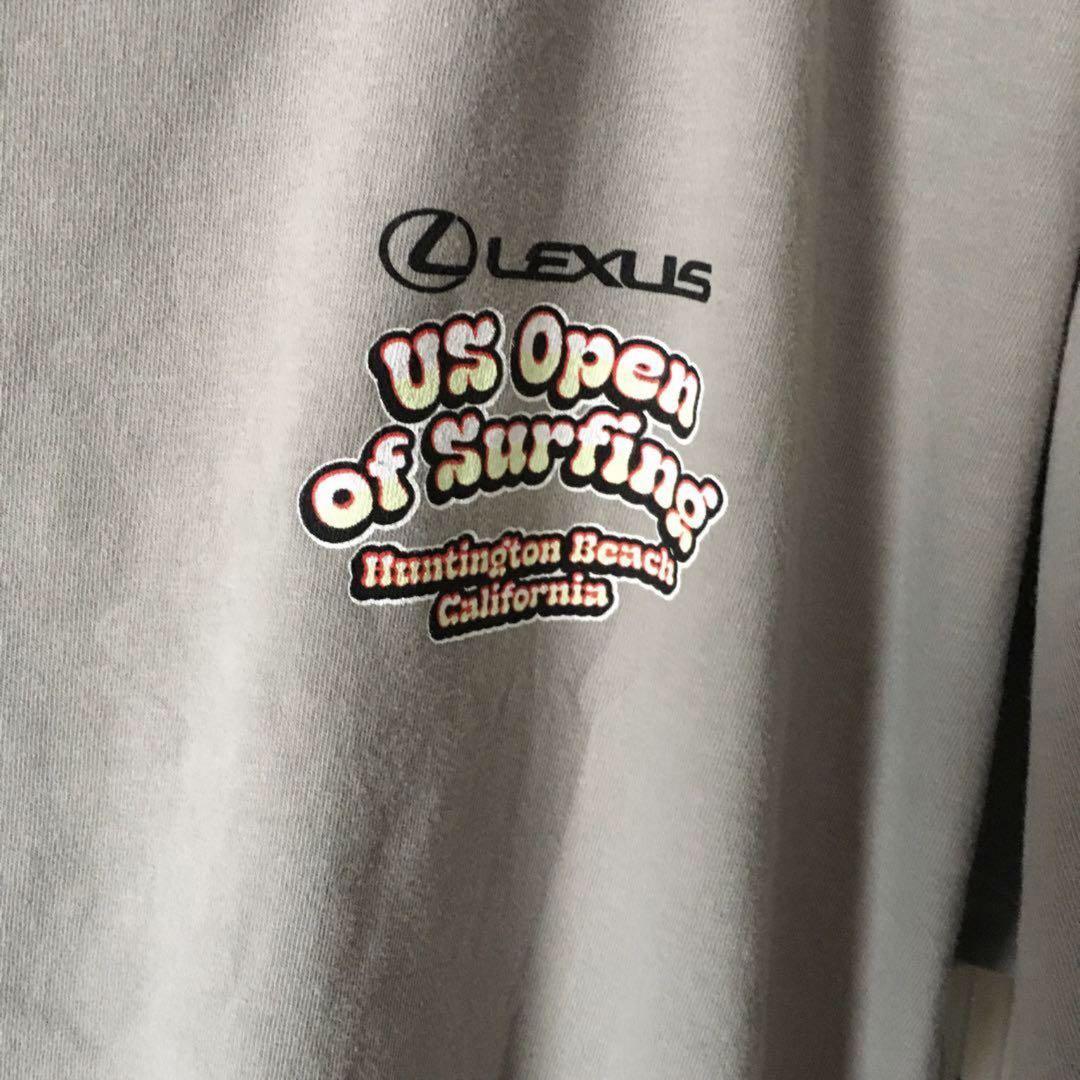 LEXUS
US Open
of Surfing
Huntington Beach
California